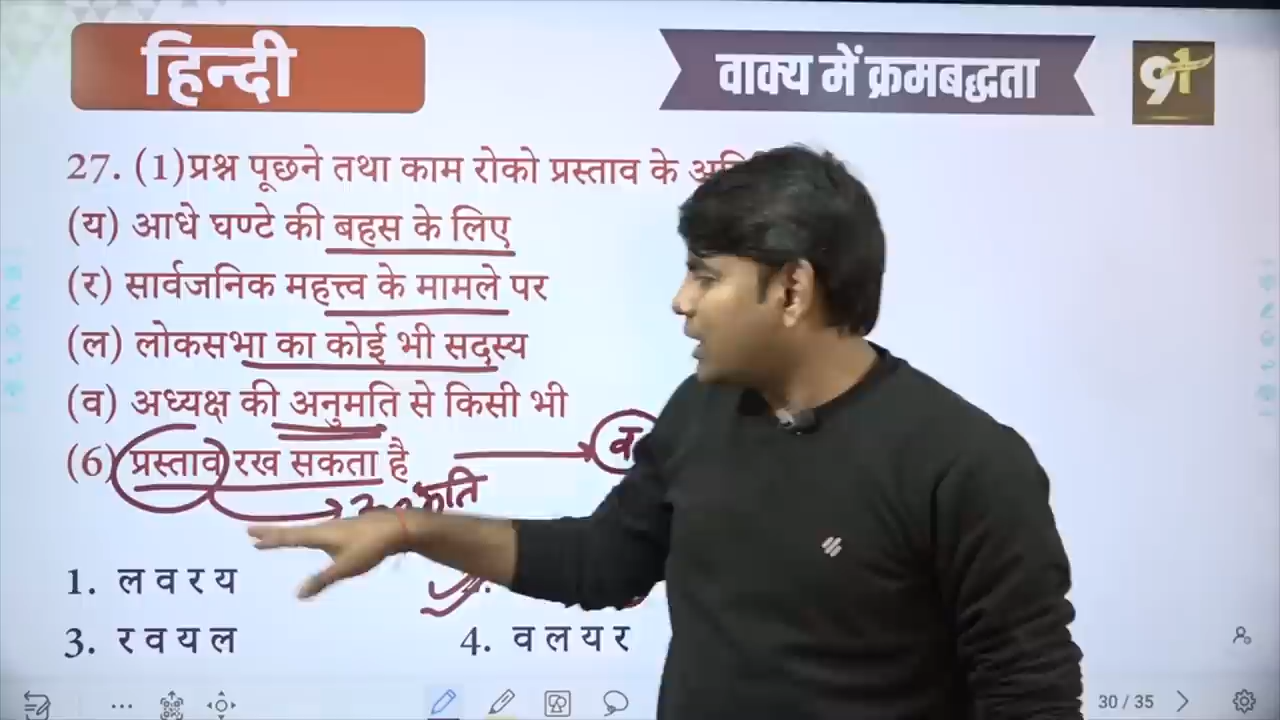 हिन्दी
वाक्य में क्रमबद्धता
27. (1)प्रश्न पूछने तथा काम रोको प्रस्ताव के
(य) आधे घण्टे की बहस के लिए
(र) सार्वजनिक महत्त्व के मामले पर
(ल) लोकसभा का कोई भी सदस्य
(व) अध्यक्ष की अनुमति से किसी भी
(6) प्रस्ताव रख सकता है व
1. ल व र य
3. र व य ल 4. व ल य र
30 / 35